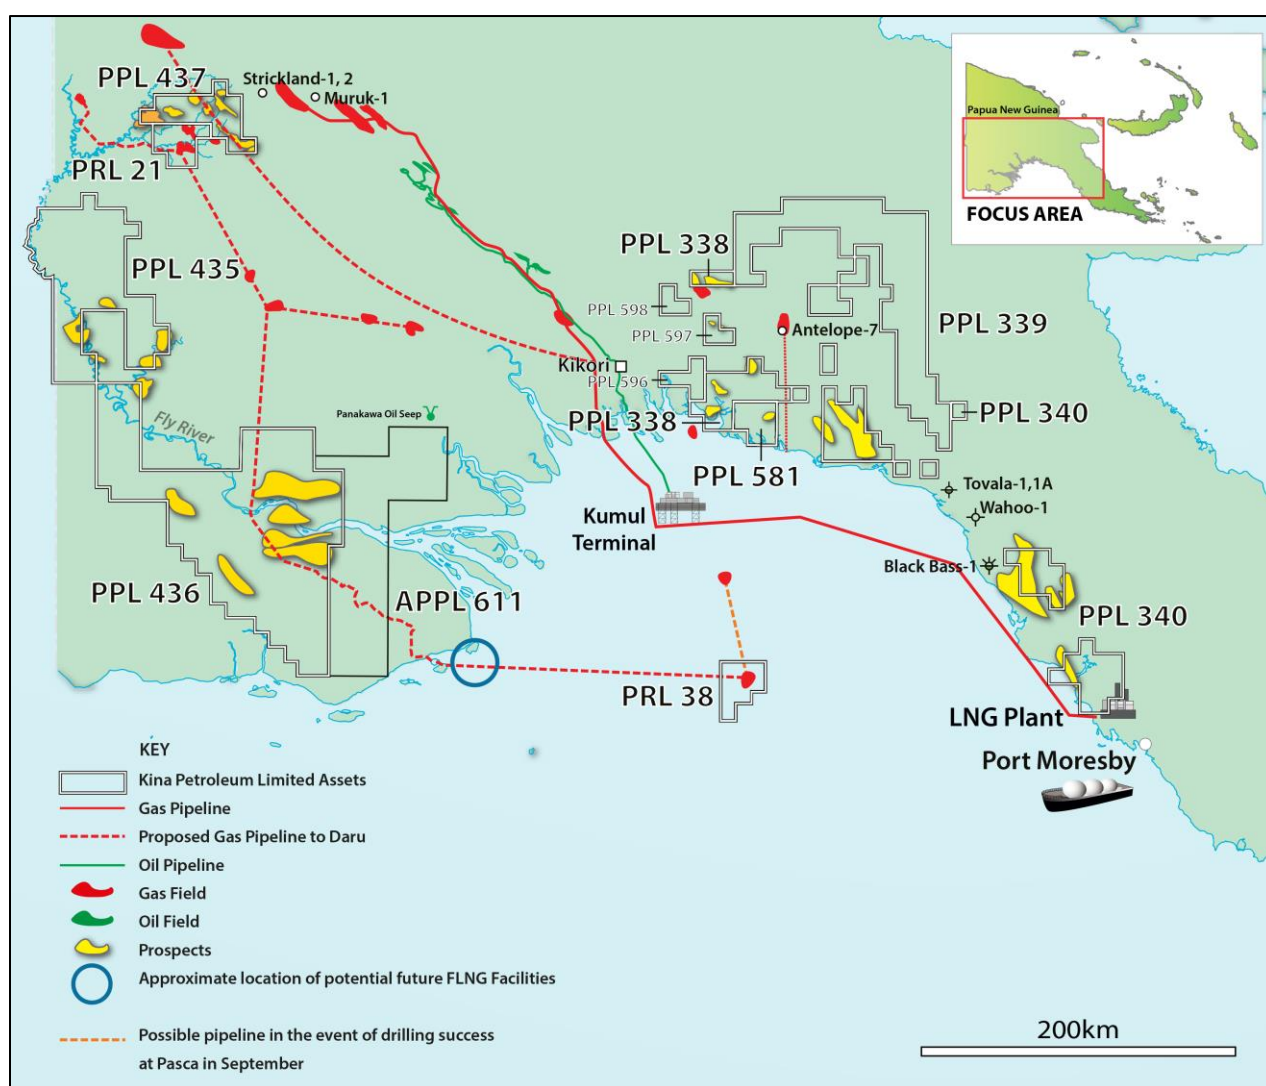 PPL 437
Strickland-1, 2
Muruk-1
PRL 21
PPL 435
Papua New Guinea
FOCUS AREA
PPL 338
PPL 598
PPL 597
Antelope-7
PPL 339
Kikori
PPL 596
PPL 338
PPL 340
PPL 581
Panakawa Oil Seep
Fly River
Tovala-1,1A
Wahoo-1
Kumul
Terminal
Black Bass-1
PPL 436
APPL 611
PPL 340
PRL 38
LNG Plant
Port Moresby
KEY
Kina Petroleum Limited Assets
Gas Pipeline
Proposed Gas Pipeline to Daru
Oil Pipeline
Gas Field
Oil Field
Prospects
Approximate location of potential future FLNG Facilities
Possible pipeline in the event of drilling success
at Pasca in September
200km